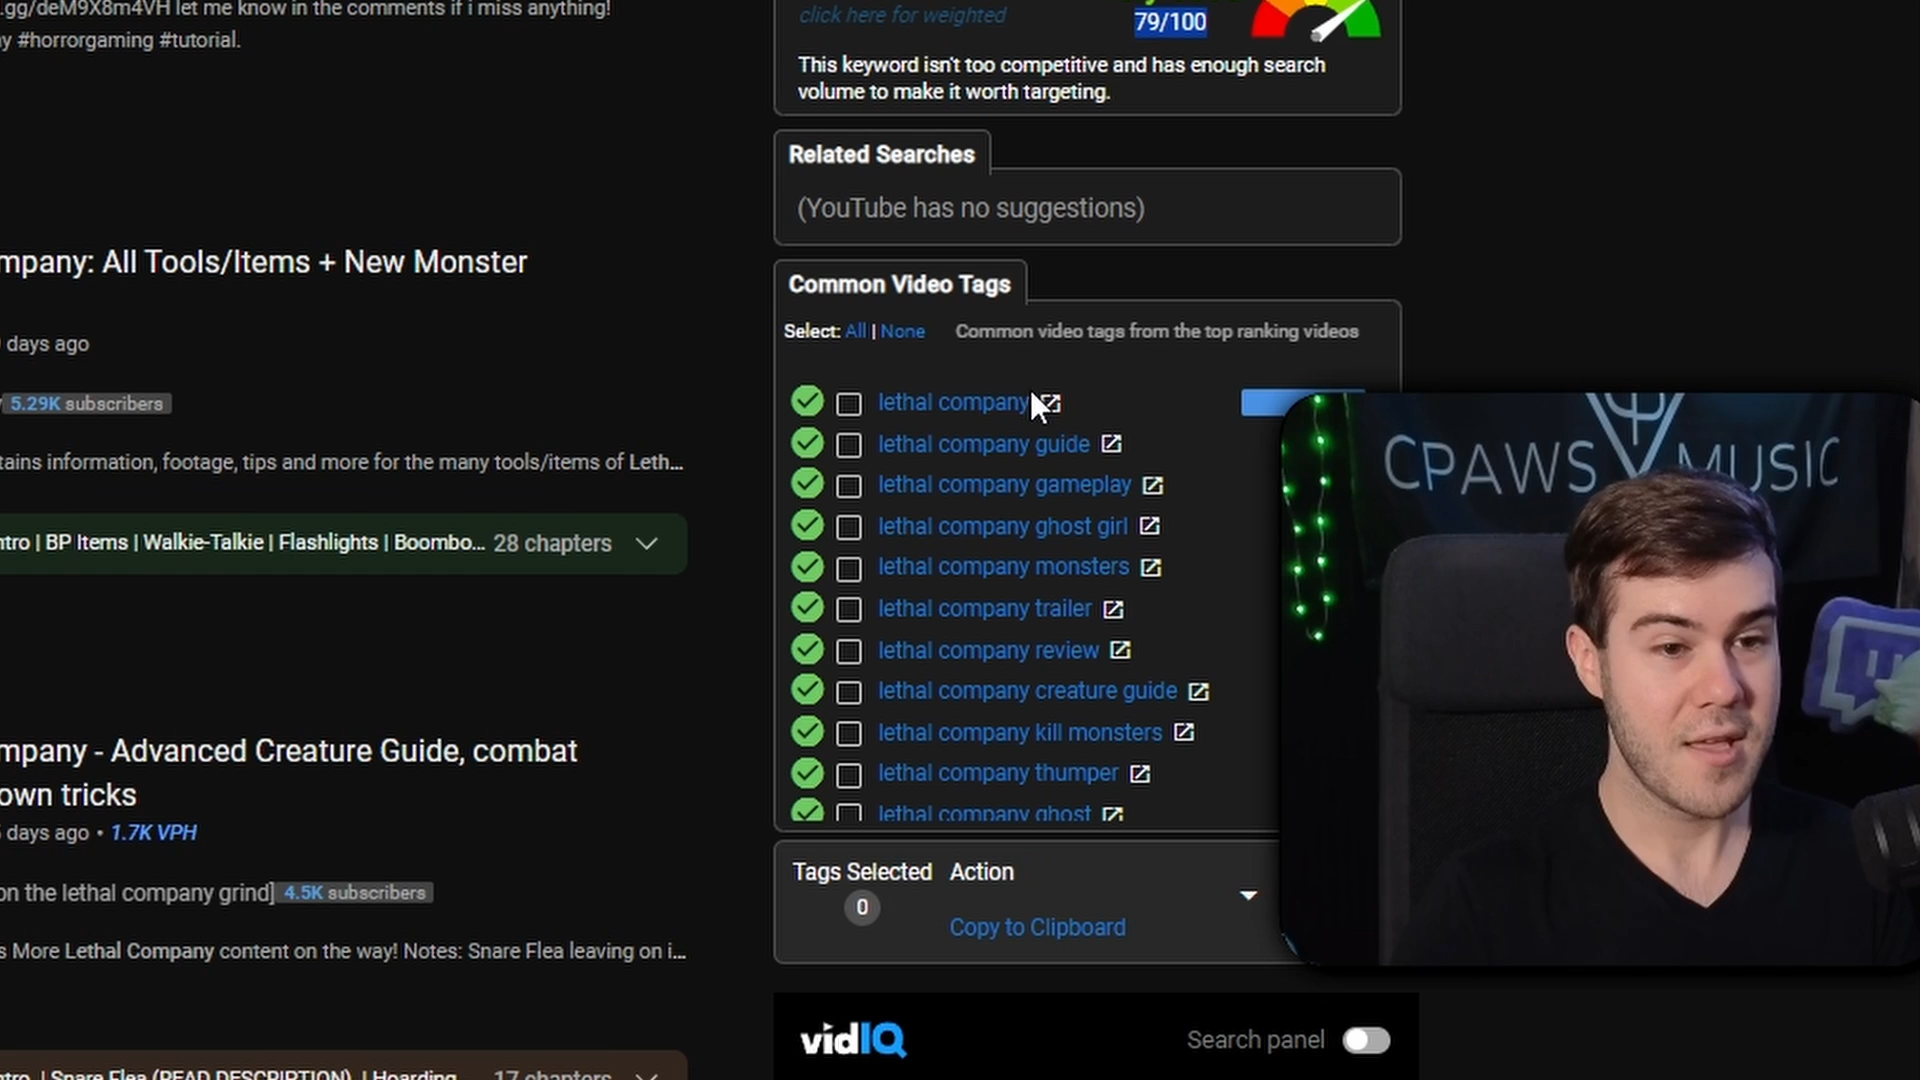 .gg/deM9X8m4VH let me know in the comments if i miss anything!
y #horrorgaming #tutorial.
mpany: All Tools/Items + New Monster
days ago
5.29K subscribers
tains information, footage, tips and more for the many tools/items of Leth...
ntro | BP Items | Walkie-Talkie | Flashlights | Boombo... 28 chapters
mpany - Advanced Creature Guide, combat
own tricks
days ago • 1.7K VPH
on the lethal company grind] 4.5K subscribers
s More Lethal Company content on the way! Notes: Snare Flea leaving on i...
ntro | Snare Flea (READ DESCRIPTION) | Hoarding 17 chapters
click here for weighted
79/100
This keyword isn't too competitive and has enough search
volume to make it worth targeting.
Related Searches
(YouTube has no suggestions)
Common Video Tags
Select: All | None Common video tags from the top ranking videos
lethal company
lethal company guide
lethal company gameplay
lethal company ghost girl
lethal company monsters
lethal company trailer
lethal company review
lethal company creature guide
lethal company kill monsters
lethal company thumper
lethal company ghost
Tags Selected Action
0
Copy to Clipboard
vidIQ Search panel
CPAWS MUSIC